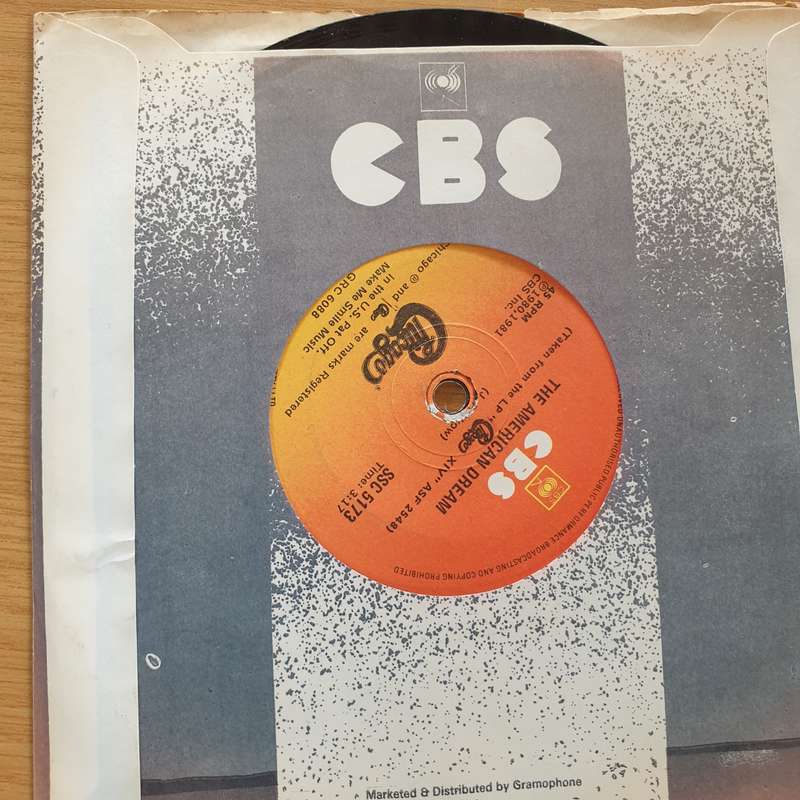 CBS
CBS
THE AMERICAN DREAM
(Taken from the LP "Chicago XIV" ASF 2548)
45 RPM
℗ 1980, 1981
CBS Inc.
SSC 5173
Time: 3:17
Chicago
Chicago ® and Chicago are marks Registered
in the U.S. Pat Off.
Make Me Smile Music
GRC 6088
UNAUTHORISED PUBLIC PERFORMANCE BROADCASTING AND COPYING PROHIBITED
Marketed & Distributed by Gramophone